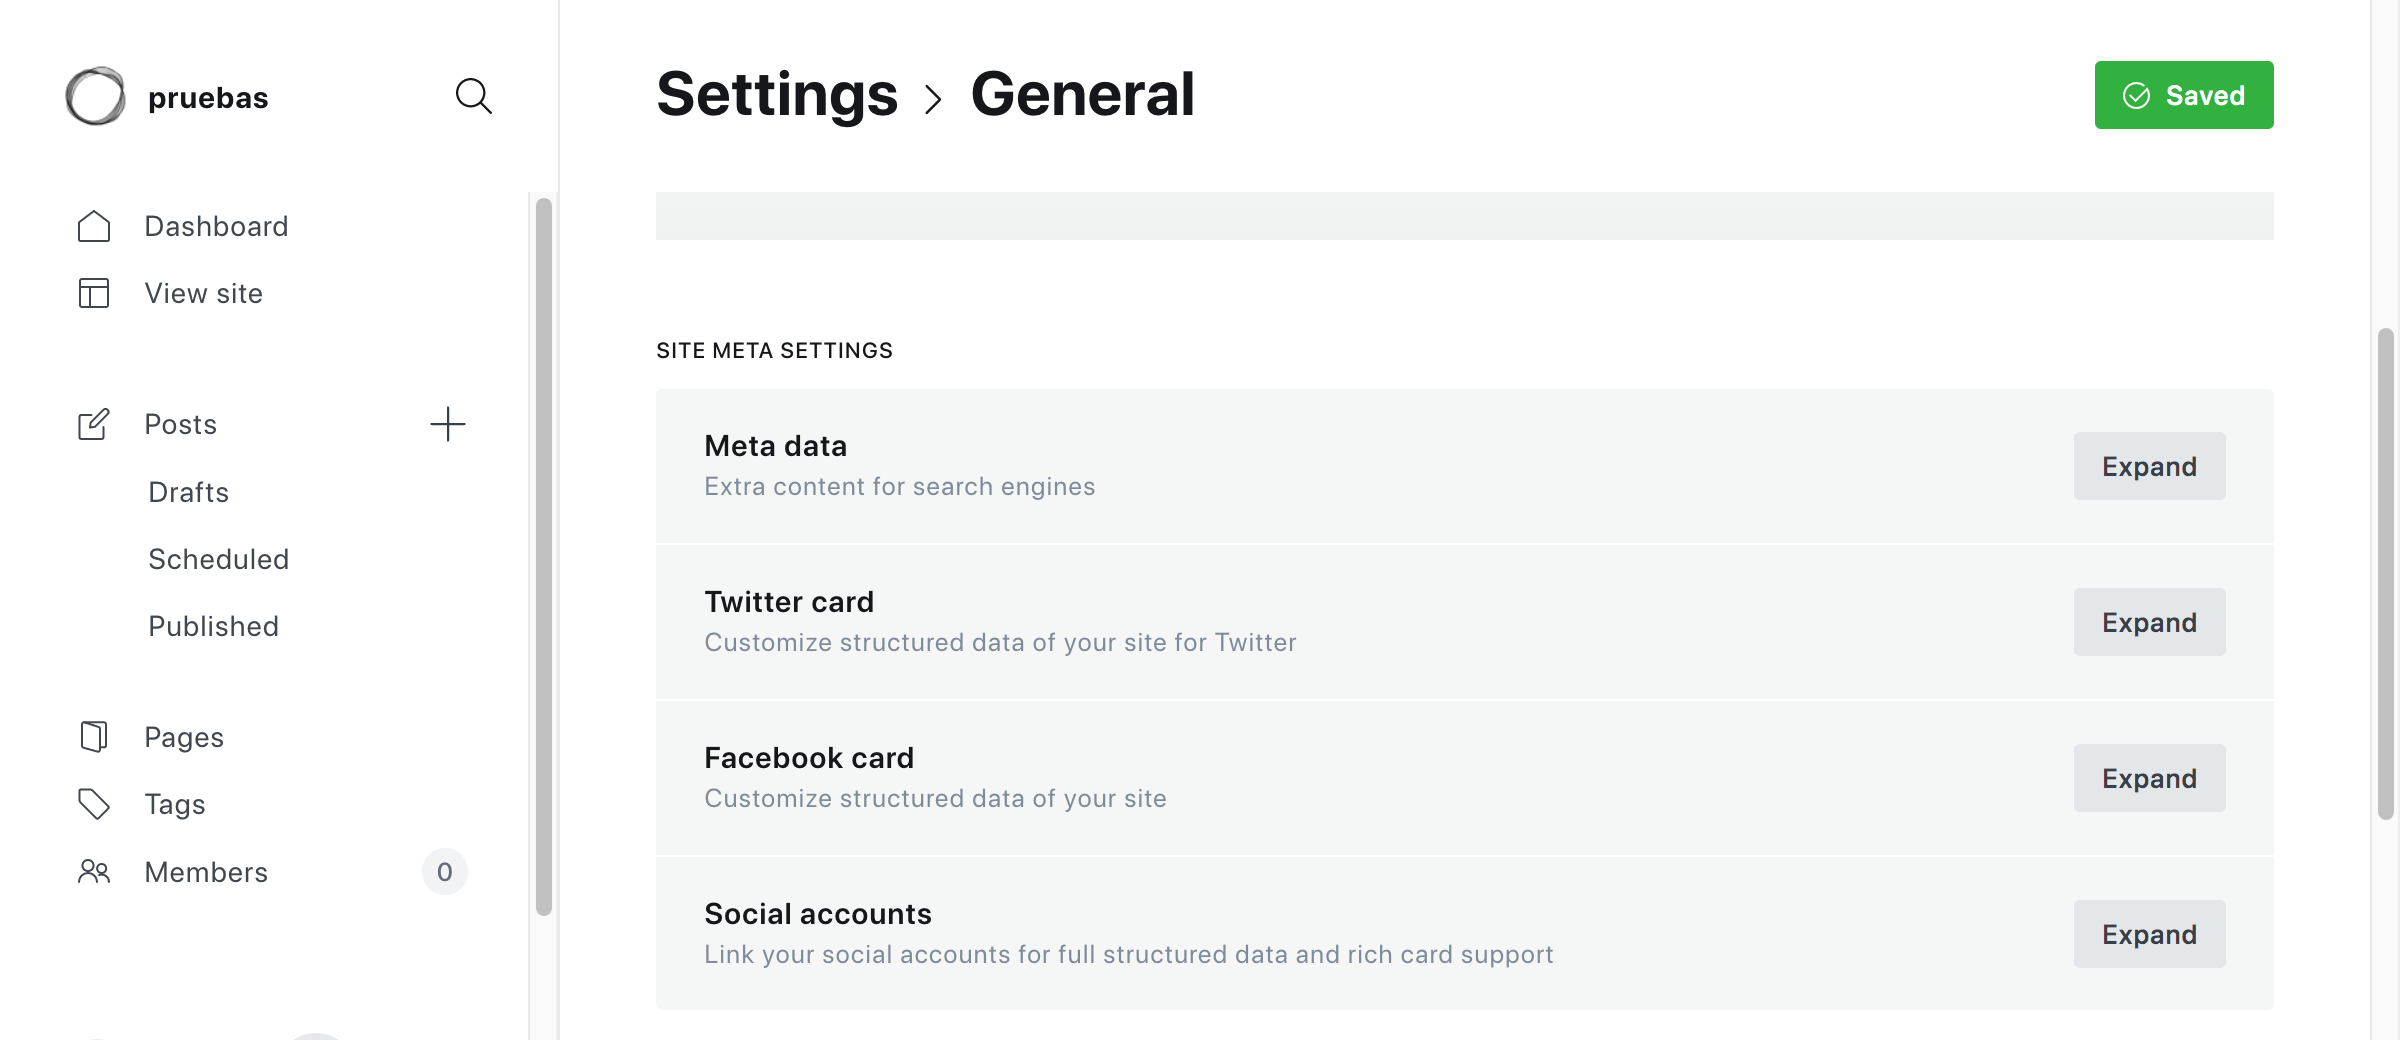 pruebas
Dashboard
View site
Posts
Drafts
Scheduled
Published
Pages
Tags
Members 0
Settings > General
Saved
SITE META SETTINGS
Meta data
Extra content for search engines
Expand
Twitter card
Customize structured data of your site for Twitter
Expand
Facebook card
Customize structured data of your site
Expand
Social accounts
Link your social accounts for full structured data and rich card support
Expand